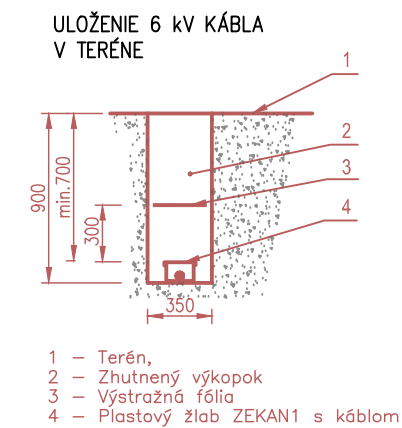 ULOŽENIE 6 kV KÁBLA
V TERÉNE
1
2
3
4
900
min.700
300
350
1 – Terén,
2 – Zhutnený výkopok
3 – Výstražná fólia
4 – Plastový žlab ZEKAN1 s káblom